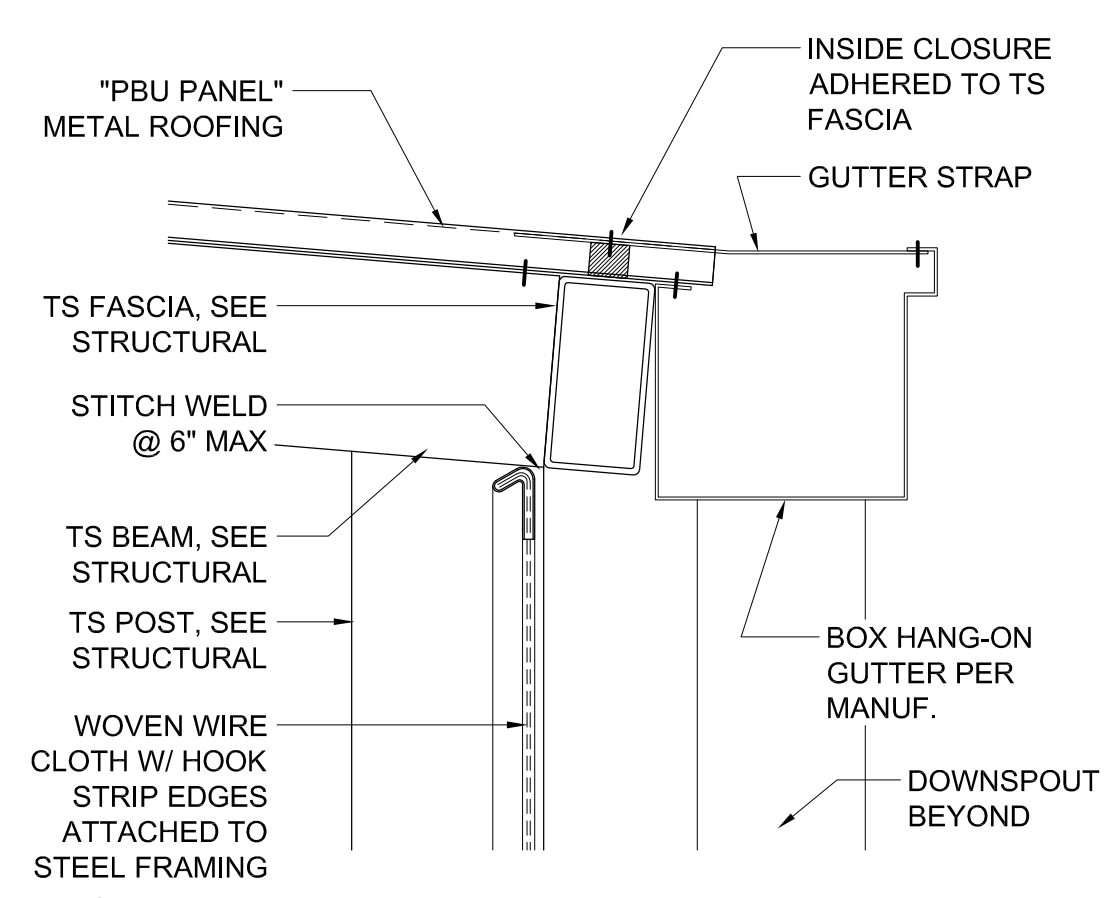 "PBU PANEL"
METAL ROOFING
INSIDE CLOSURE
ADHERED TO TS
FASCIA
GUTTER STRAP
TS FASCIA, SEE
STRUCTURAL
STITCH WELD
@ 6" MAX
TS BEAM, SEE
STRUCTURAL
TS POST, SEE
STRUCTURAL
WOVEN WIRE
CLOTH W/ HOOK
STRIP EDGES
ATTACHED TO
STEEL FRAMING
BOX HANG-ON
GUTTER PER
MANUF.
DOWNSPOUT
BEYOND